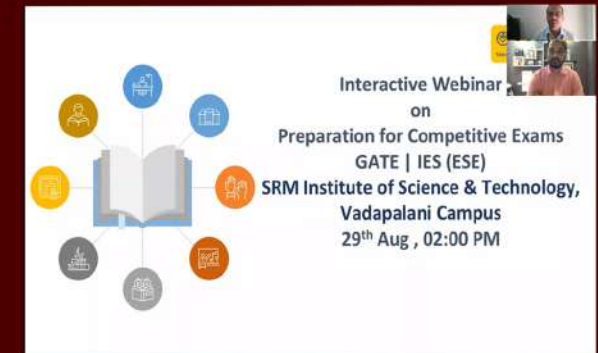 Interactive Webinar
on
Preparation for Competitive Exams
GATE | IES (ESE)
SRM Institute of Science & Technology,
Vadapalani Campus
29th Aug , 02:00 PM